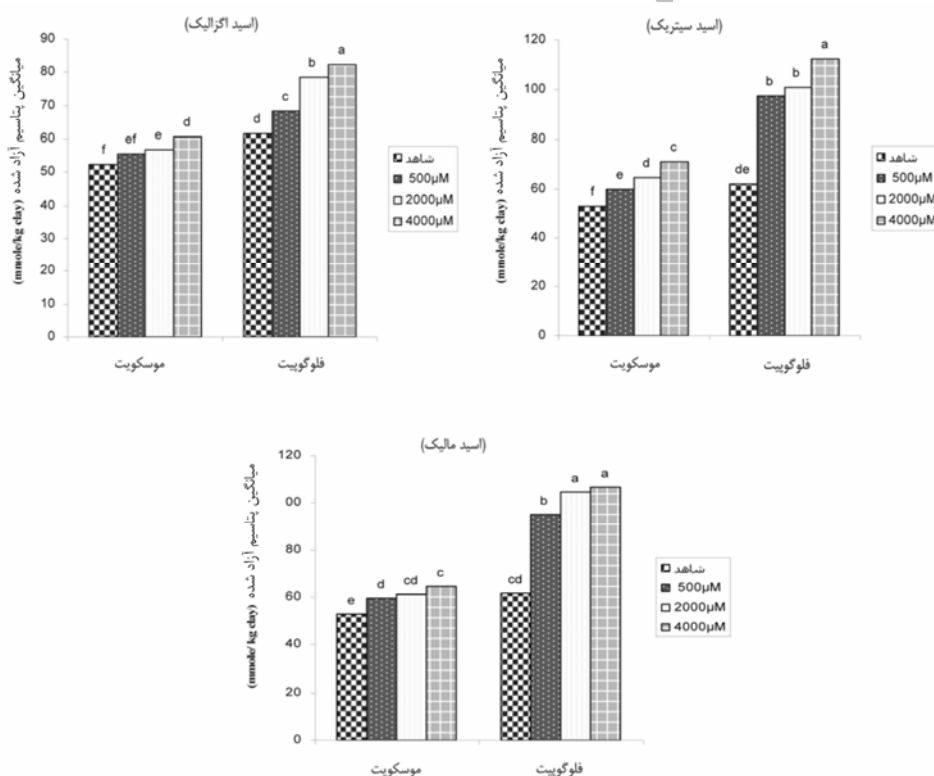 (اسید اگزالیک)
میانگین پتاسیم آزاد شده (mmole/kg clay)
90
80
70
60
50
40
30
20
10
0
f
ef
e
d
d
c
b
a
موسکویت
فلوگوپیت
شاهد
500µM
2000µM
4000µM
(اسید سیتریک)
میانگین پتاسیم آزاد شده (mmole/kg clay)
120
100
80
60
40
20
0
f
e
d
c
de
b
b
a
موسکویت
فلوگوپیت
شاهد
500µM
2000µM
4000µM
(اسید مالیک)
میانگین پتاسیم آزاد شده (mmole/ kg clay)
120
00
80
60
40
20
0
e
d
cd
c
cd
b
a
a
موسکویت
فلوگوپیت
شاهد
500µM
2000µM
4000µM